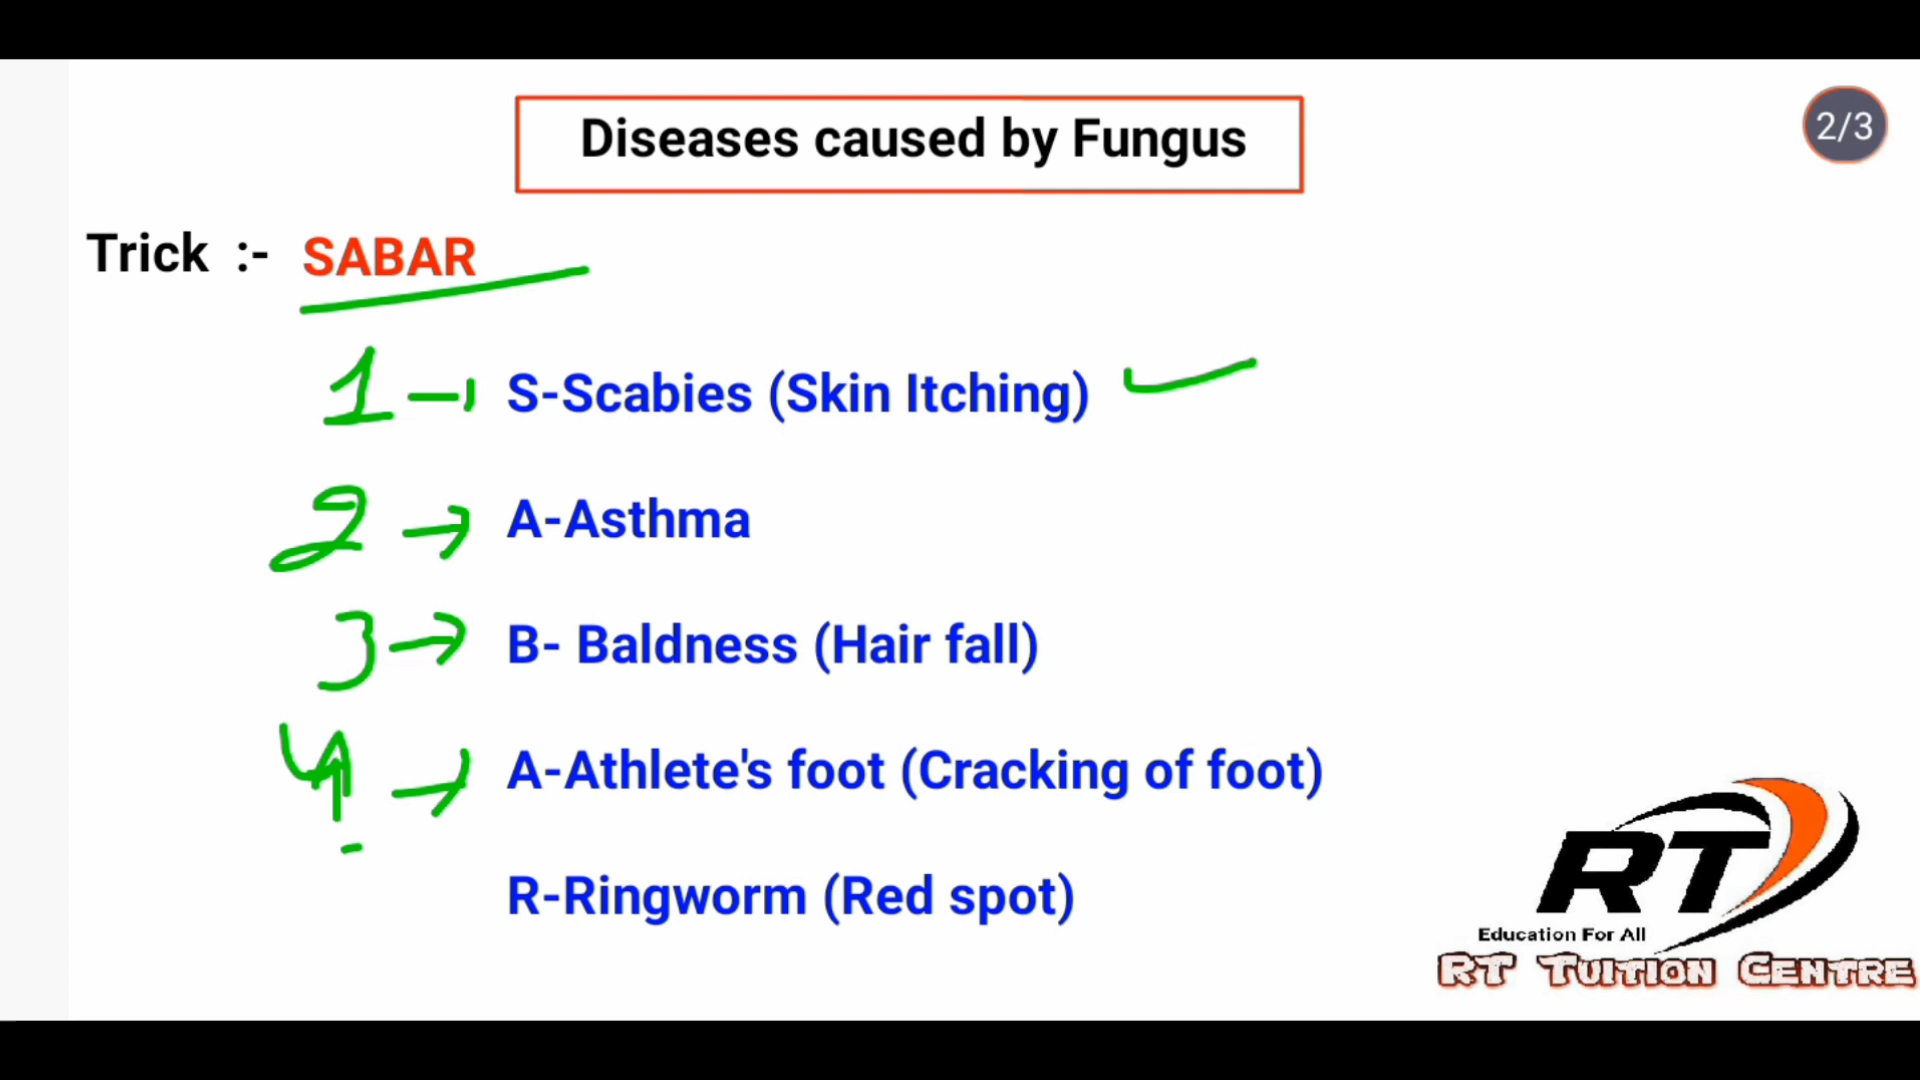 Diseases caused by Fungus
2/3
Trick :- SABAR
1 → S-Scabies (Skin Itching)
2 → A-Asthma
3 → B- Baldness (Hair fall)
4 → A-Athlete's foot (Cracking of foot)
R-Ringworm (Red spot)
RT
Education For All
RT Tuition Centre